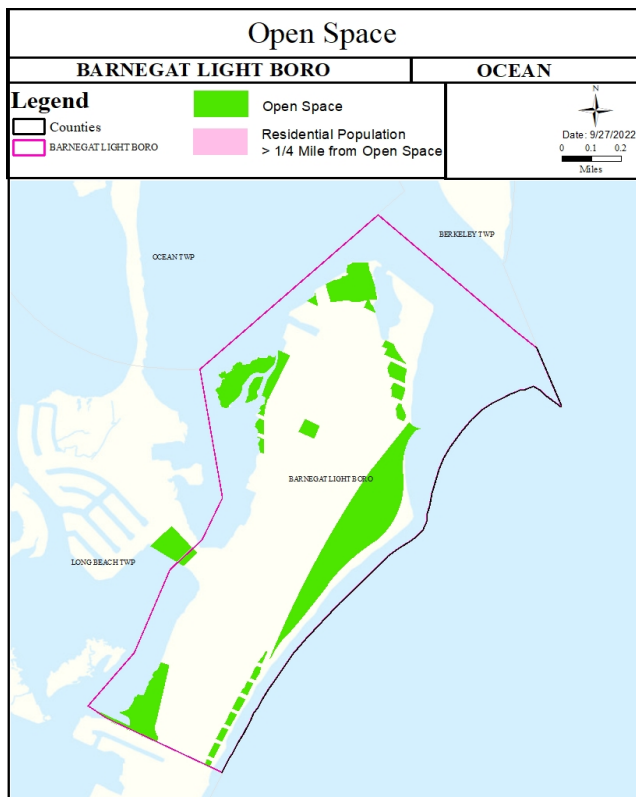 Open Space
BARNEGAT LIGHT BORO
OCEAN
Legend
Counties
BARNEGAT LIGHT BORO
Open Space
Residential Population
> 1/4 Mile from Open Space
N
Date: 9/27/2022
0 0.1 0.2
Miles
BERKELEY TWP
OCEAN TWP
BARNEGAT LIGHT BORO
LONG BEACH TWP